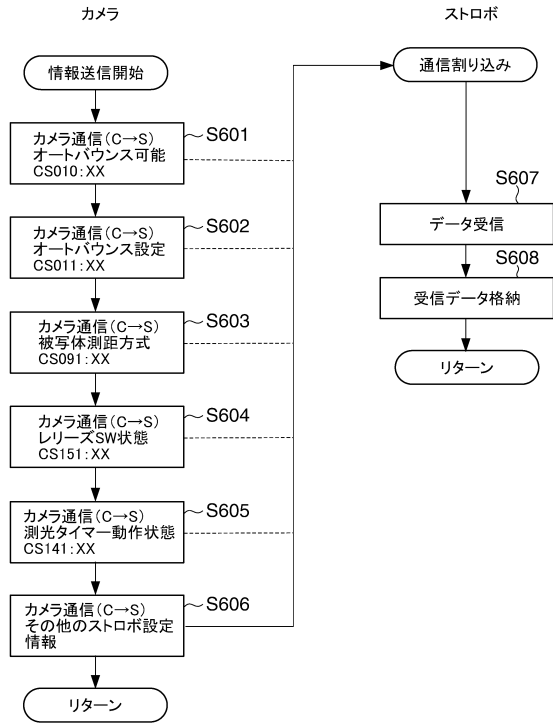 カメラ
情報送信開始
カメラ通信(C→S)
オートバウンス可能
CS010:XX
S601
カメラ通信(C→S)
オートバウンス設定
CS011:XX
S602
カメラ通信(C→S)
被写体測距方式
CS091:XX
S603
カメラ通信(C→S)
レリーズSW状態
CS151:XX
S604
カメラ通信(C→S)
測光タイマー動作状態
CS141:XX
S605
カメラ通信(C→S)
その他のストロボ設定
情報
S606
リターン
ストロボ
通信割り込み
S607
データ受信
S608
受信データ格納
リターン